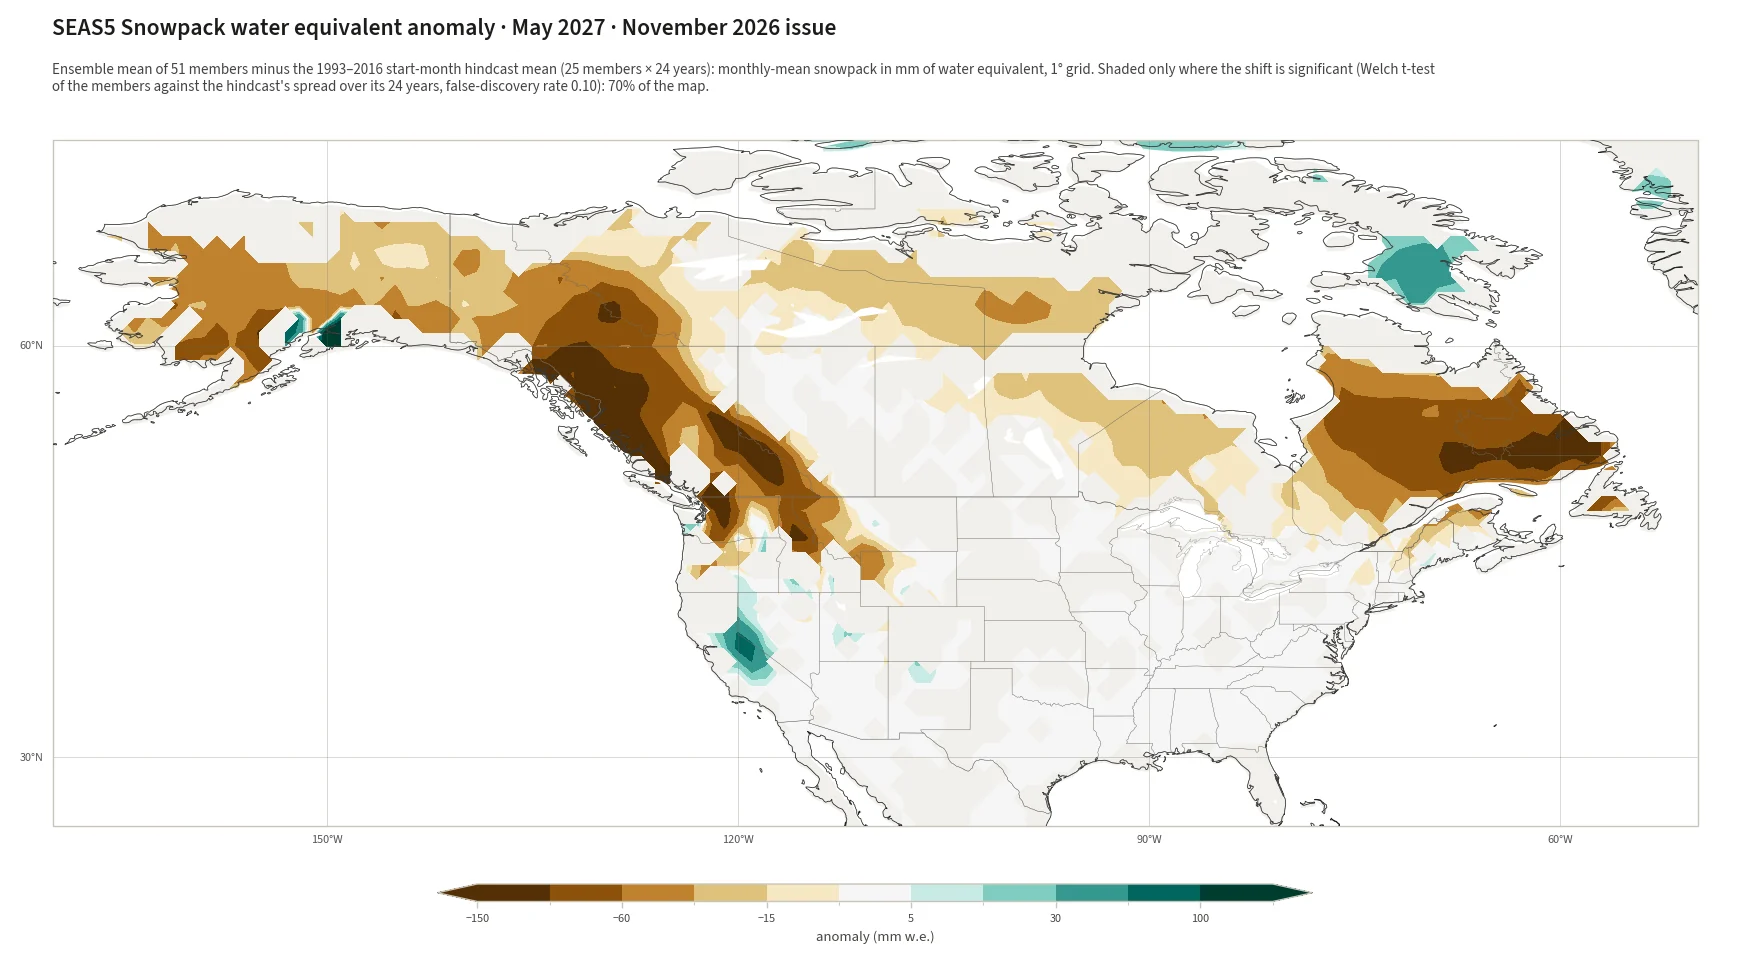 SEAS5 Snowpack water equivalent anomaly · May 2027 · November 2026 issue
Ensemble mean of 51 members minus the 1993–2016 start-month hindcast mean (25 members × 24 years): monthly-mean snowpack in mm of water equivalent, 1° grid. Shaded only where the shift is significant (Welch t-test
of the members against the hindcast's spread over its 24 years, false-discovery rate 0.10): 70% of the map.
60°N
30°N
150°W
120°W
90°W
60°W
−150
−60
−15
5
30
100
anomaly (mm w.e.)